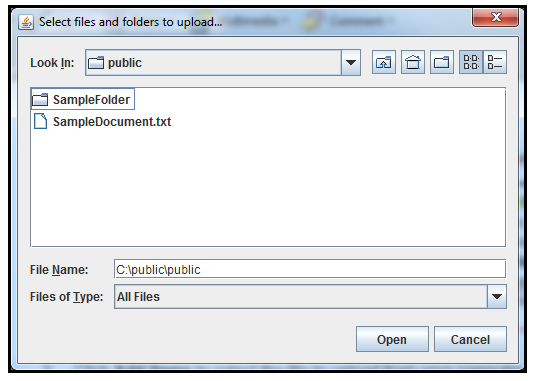 Select files and folders to upload...
Look In: public
SampleFolder
SampleDocument.txt
File Name: C:\public\public
Files of Type: All Files
Open Cancel